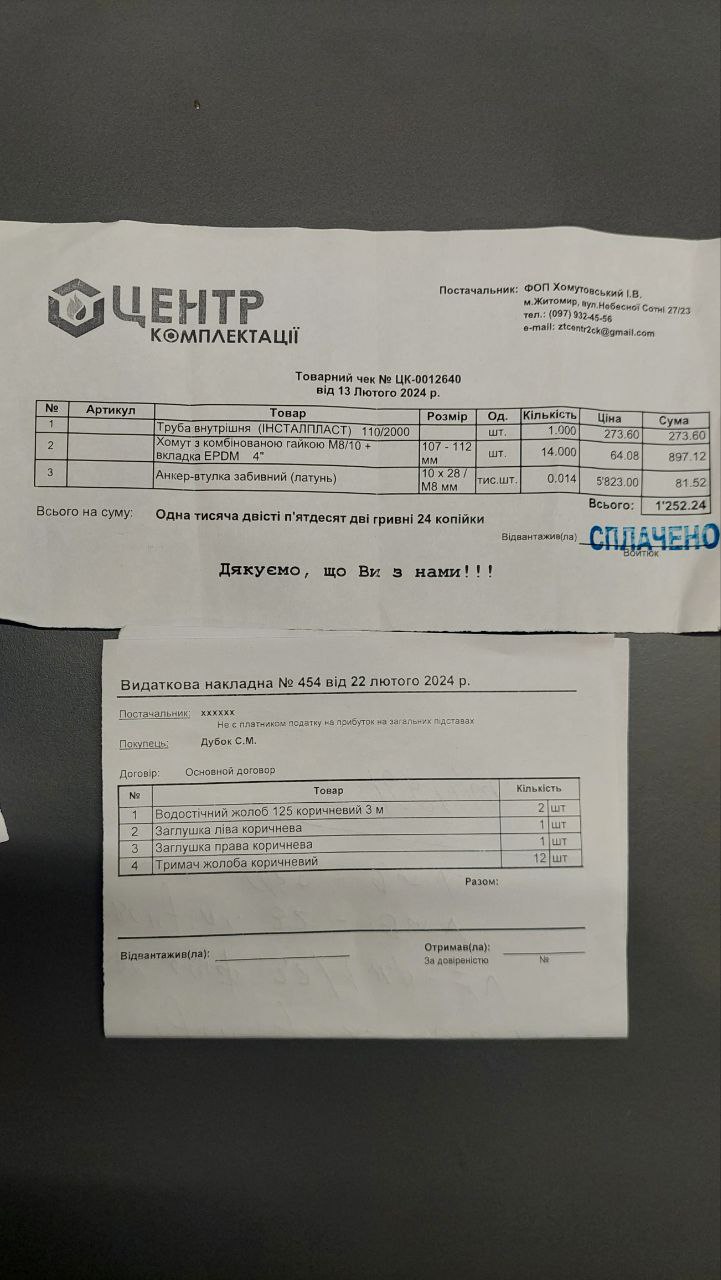 ЦЕНТР
КОМПЛЕКТАЦІЇ
Постачальник: ФОП Хомутовський І.В.
м.Житомир, вул.Небесної Сотні 27/23
тел.: (097) 932-45-56
e-mail: ztcentr2ck@gmail.com
Товарний чек № ЦК-0012640
від 13 Лютого 2024 р.
№ Артикул Товар Розмір Од. Кількість Ціна Сума
1 Труба внутрішня (ІНСТАЛПЛАСТ) 110/2000 шт. 1.000 273.60 273.60
2 Хомут з комбінованою гайкою М8/10 + вкладка EPDM 4" 107 - 112 мм шт. 14.000 64.08 897.12
3 Анкер-втулка забивний (латунь) 10 x 28 / М8 мм тис.шт. 0.014 5'823.00 81.52
Всього: 1'252.24
Всього на суму: Одна тисяча двісті п'ятдесят дві гривні 24 копійки
Відвантажив(ла) СПЛАЧЕНО
Войтюк
Дякуємо, що Ви з нами!!!
Видаткова накладна № 454 від 22 лютого 2024 р.
Постачальник: xxxxxx
Не є платником податку на прибуток на загальних підставах
Покупець: Дубок С.М.
Договір: Основной договор
№ Товар Кількість
1 Водостічний жолоб 125 коричневий 3 м 2 шт
2 Заглушка ліва коричнева 1 шт
3 Заглушка права коричнева 1 шт
4 Тримач жолоба коричневий 12 шт
Разом:
Відвантажив(ла): Отримав(ла):
За довіреністю №